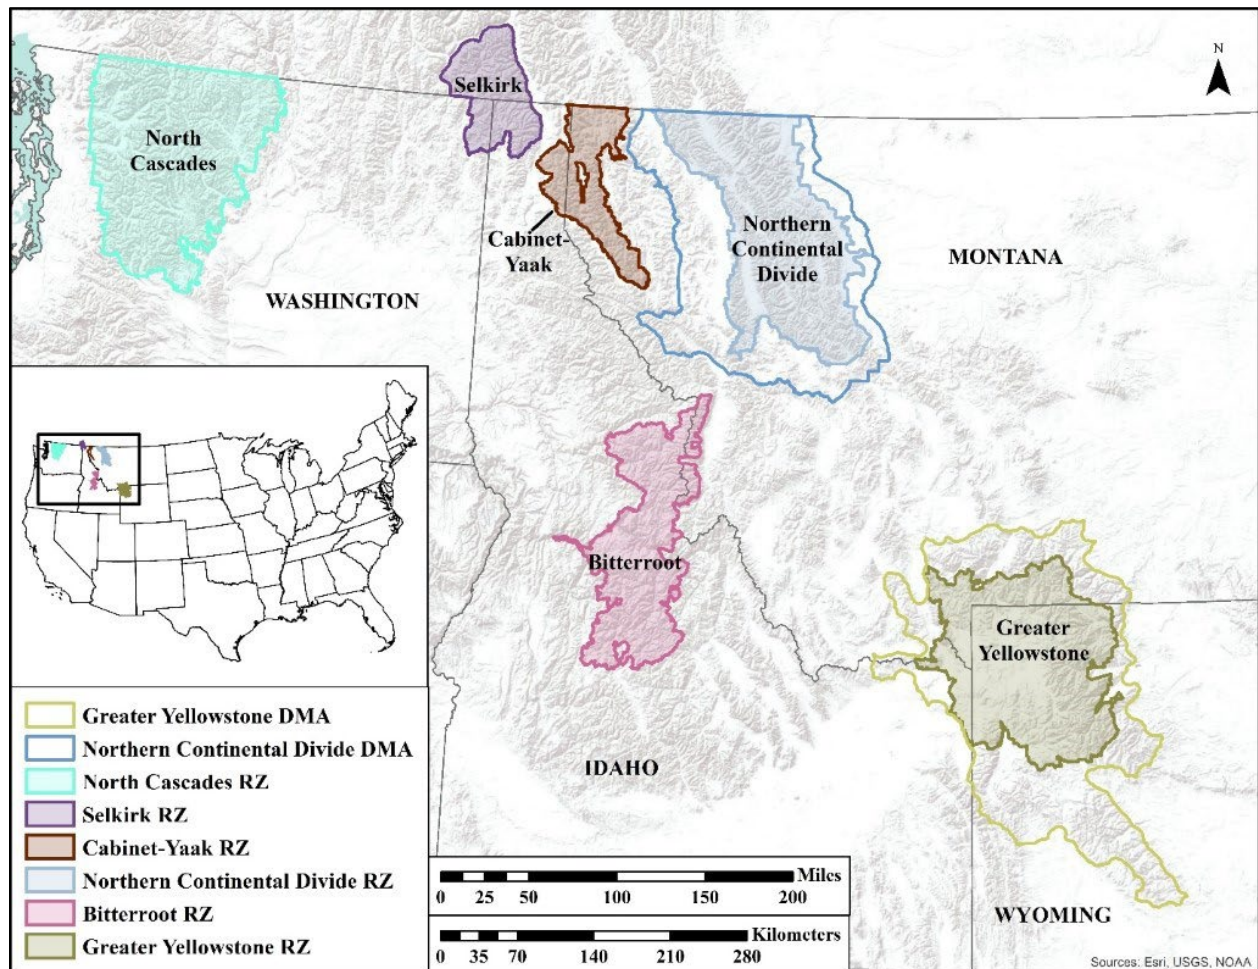 N
Selkirk
North
Cascades
Cabinet-
Yaak
Northern
Continental
Divide
MONTANA
WASHINGTON
Bitterroot
Greater
Yellowstone
IDAHO
WYOMING
Greater Yellowstone DMA
Northern Continental Divide DMA
North Cascades RZ
Selkirk RZ
Cabinet-Yaak RZ
Northern Continental Divide RZ
Bitterroot RZ
Greater Yellowstone RZ
Miles
0 25 50 100 150 200
Kilometers
0 35 70 140 210 280
Sources: Esri, USGS, NOAA